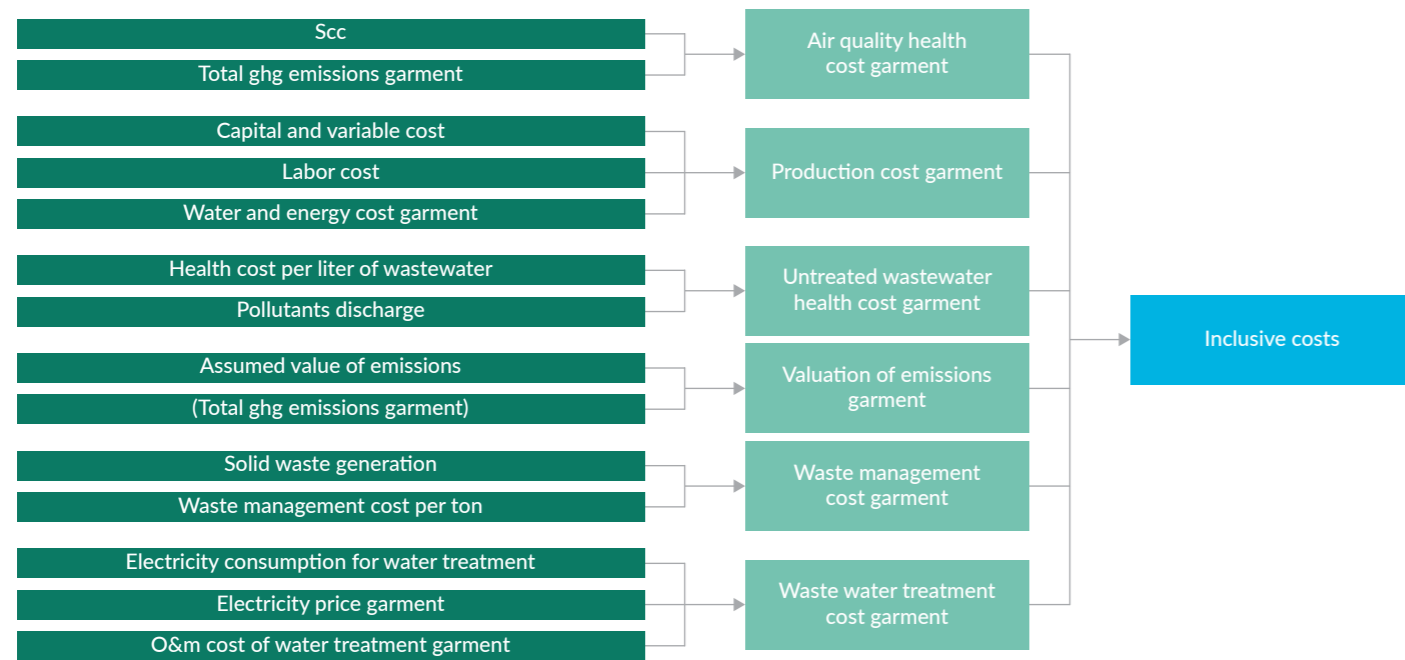 Scc
Total ghg emissions garment
Air quality health
cost garment
Capital and variable cost
Labor cost
Water and energy cost garment
Production cost garment
Health cost per liter of wastewater
Pollutants discharge
Untreated wastewater
health cost garment
Assumed value of emissions
(Total ghg emissions garment)
Valuation of emissions
garment
Solid waste generation
Waste management cost per ton
Waste management
cost garment
Electricity consumption for water treatment
Electricity price garment
O&m cost of water treatment garment
Waste water treatment
cost garment
Inclusive costs